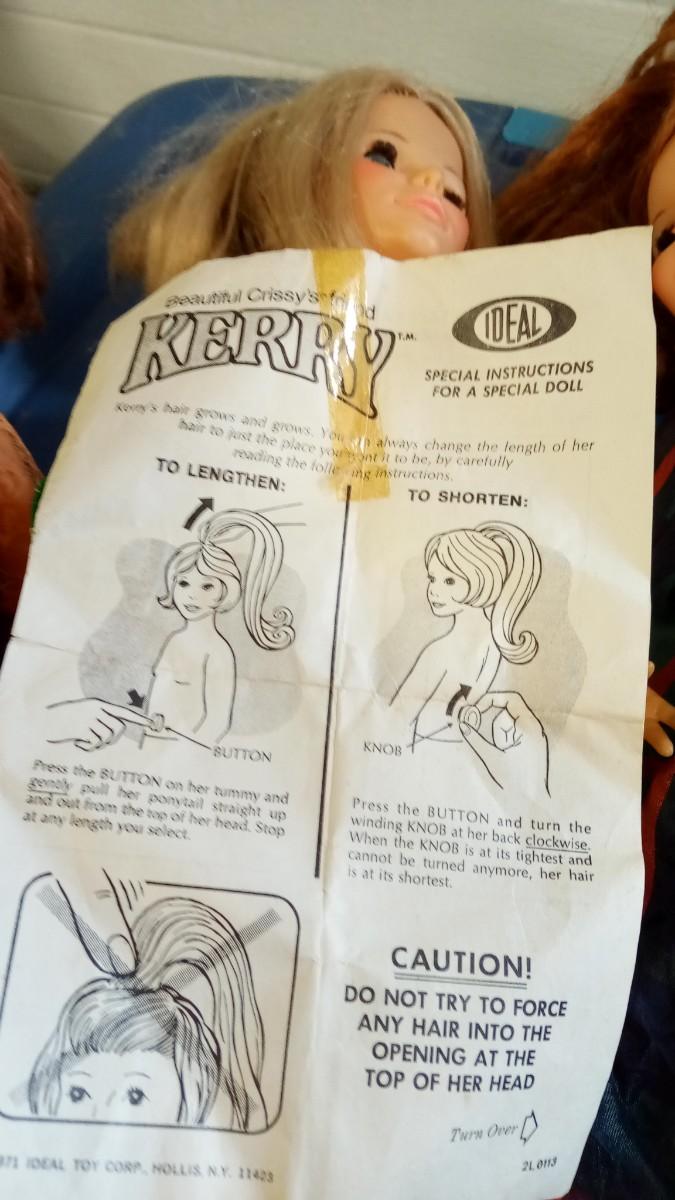 Beautiful Crissy's friend
KERRY T.M.
IDEAL
SPECIAL INSTRUCTIONS
FOR A SPECIAL DOLL
Kerry's hair grows and grows. You can always change the length of her
hair to just the place you want it to be, by carefully
reading the following instructions.
TO LENGTHEN:
BUTTON
Press the BUTTON on her tummy and
gently pull her ponytail straight up
and out from the top of her head. Stop
at any length you select.
TO SHORTEN:
KNOB
Press the BUTTON and turn the
winding KNOB at her back clockwise.
When the KNOB is at its tightest and
cannot be turned anymore, her hair
is at its shortest.
CAUTION!
DO NOT TRY TO FORCE
ANY HAIR INTO THE
OPENING AT THE
TOP OF HER HEAD
Turn Over
971 IDEAL TOY CORP., HOLLIS, N.Y. 11423
2L0113